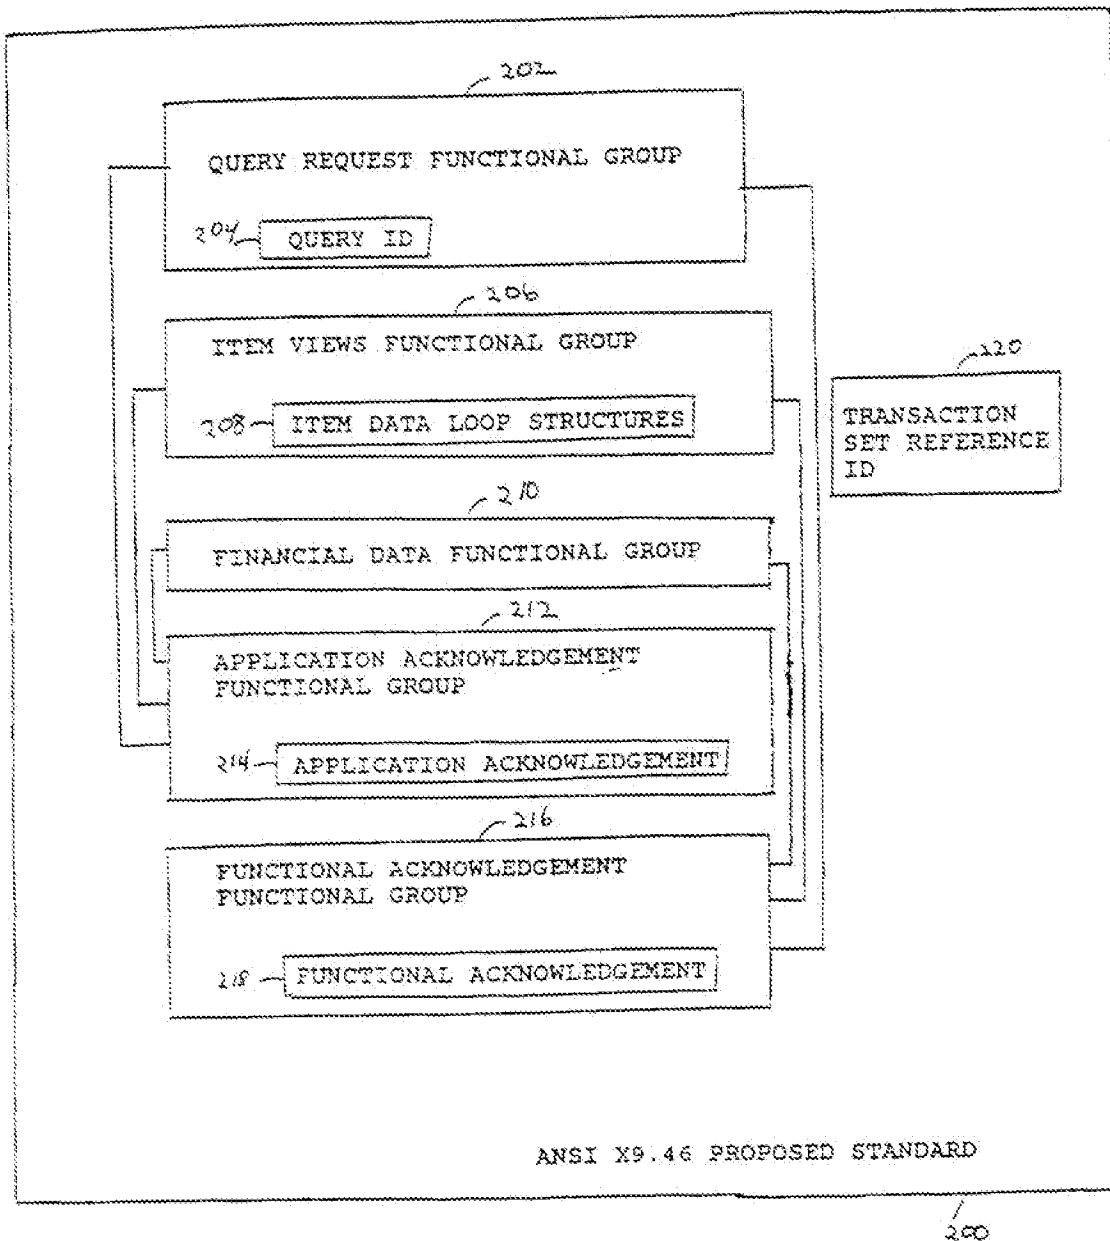 202
QUERY REQUEST FUNCTIONAL GROUP
204
QUERY ID
206
ITEM VIEWS FUNCTIONAL GROUP
208
ITEM DATA LOOP STRUCTURES
220
TRANSACTION
SET REFERENCE
ID
210
FINANCIAL DATA FUNCTIONAL GROUP
212
APPLICATION ACKNOWLEDGEMENT
FUNCTIONAL GROUP
214
APPLICATION ACKNOWLEDGEMENT
216
FUNCTIONAL ACKNOWLEDGEMENT
FUNCTIONAL GROUP
218
FUNCTIONAL ACKNOWLEDGEMENT
ANSI X9.46 PROPOSED STANDARD
200